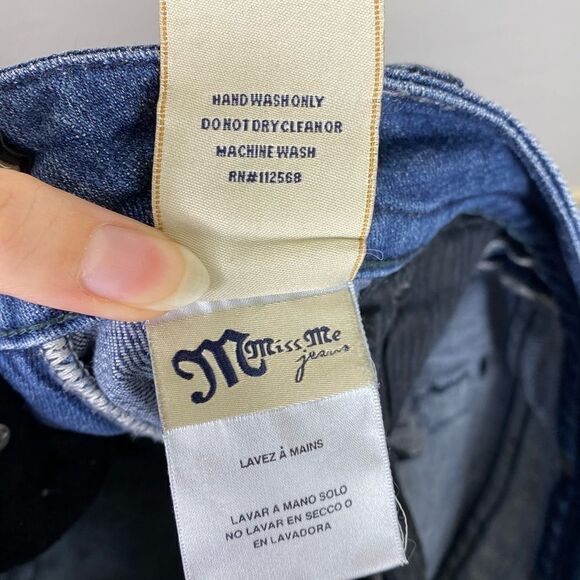 HAND WASH ONLY
DO NOT DRY CLEAN OR
MACHINE WASH
RN#112568
M Miss Me
jeans
LAVEZ À MAINS
LAVAR A MANO SOLO
NO LAVAR EN SECCO O
EN LAVADORA